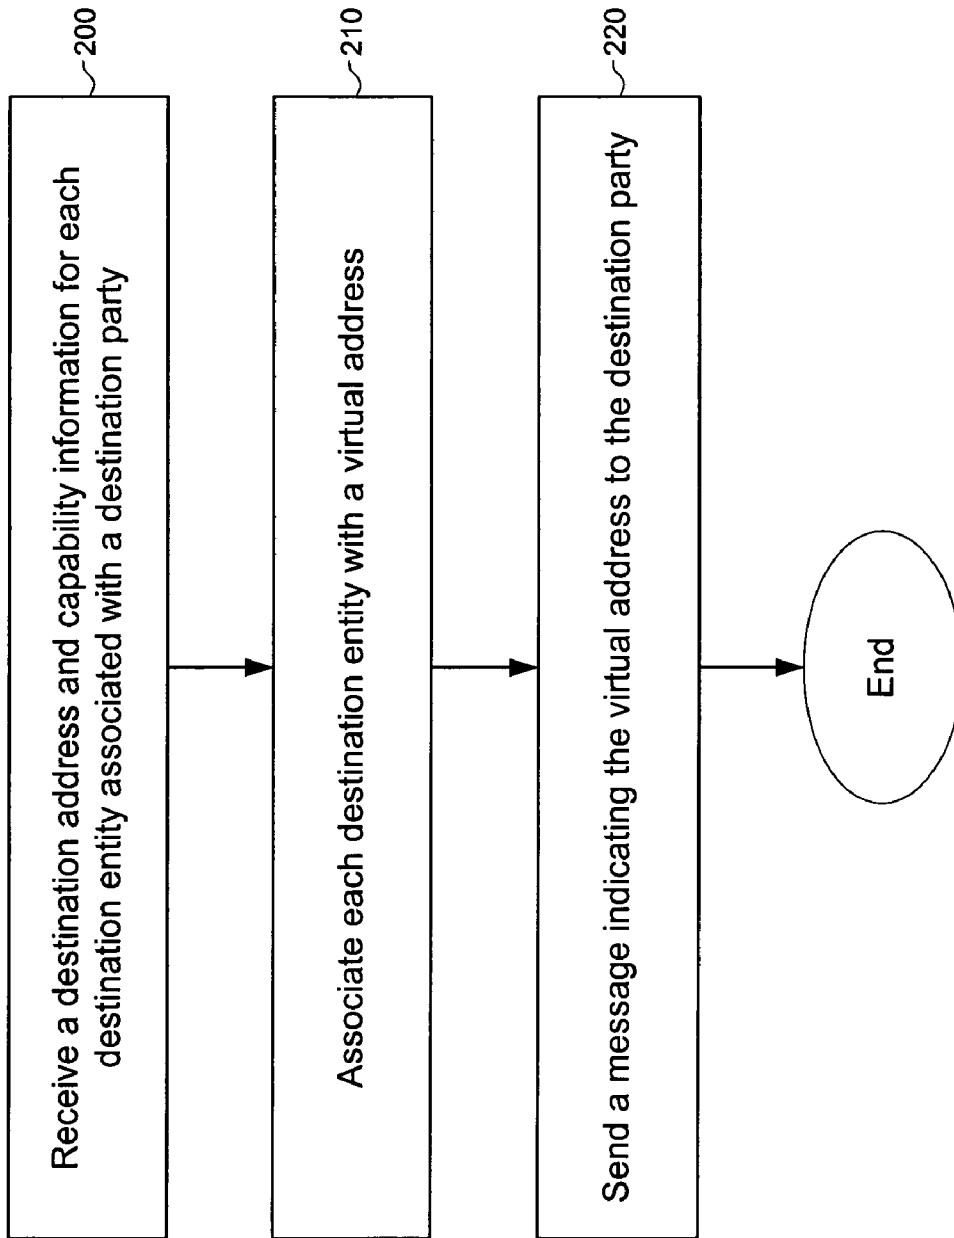 Receive a destination address and capability information for each
destination entity associated with a destination party
200
Associate each destination entity with a virtual address
210
Send a message indicating the virtual address to the destination party
220
End